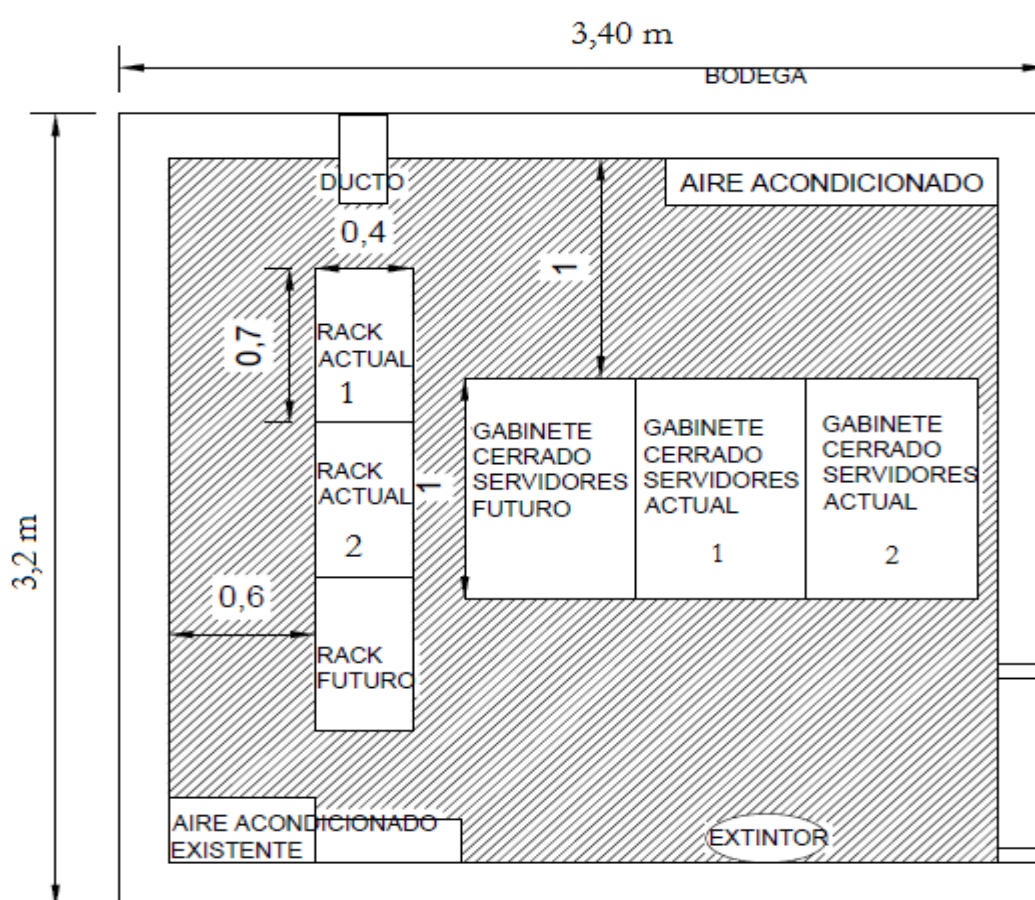 3,40 m
BODEGA
DUCTO
AIRE ACONDICIONADO
0,4
1
0,7
RACK
ACTUAL
1
GABINETE
CERRADO
SERVIDORES
FUTURO
GABINETE
CERRADO
SERVIDORES
ACTUAL
1
GABINETE
CERRADO
SERVIDORES
ACTUAL
2
1
RACK
ACTUAL
2
3,2 m
0,6
RACK
FUTURO
AIRE ACONDICIONADO
EXISTENTE
EXTINTOR